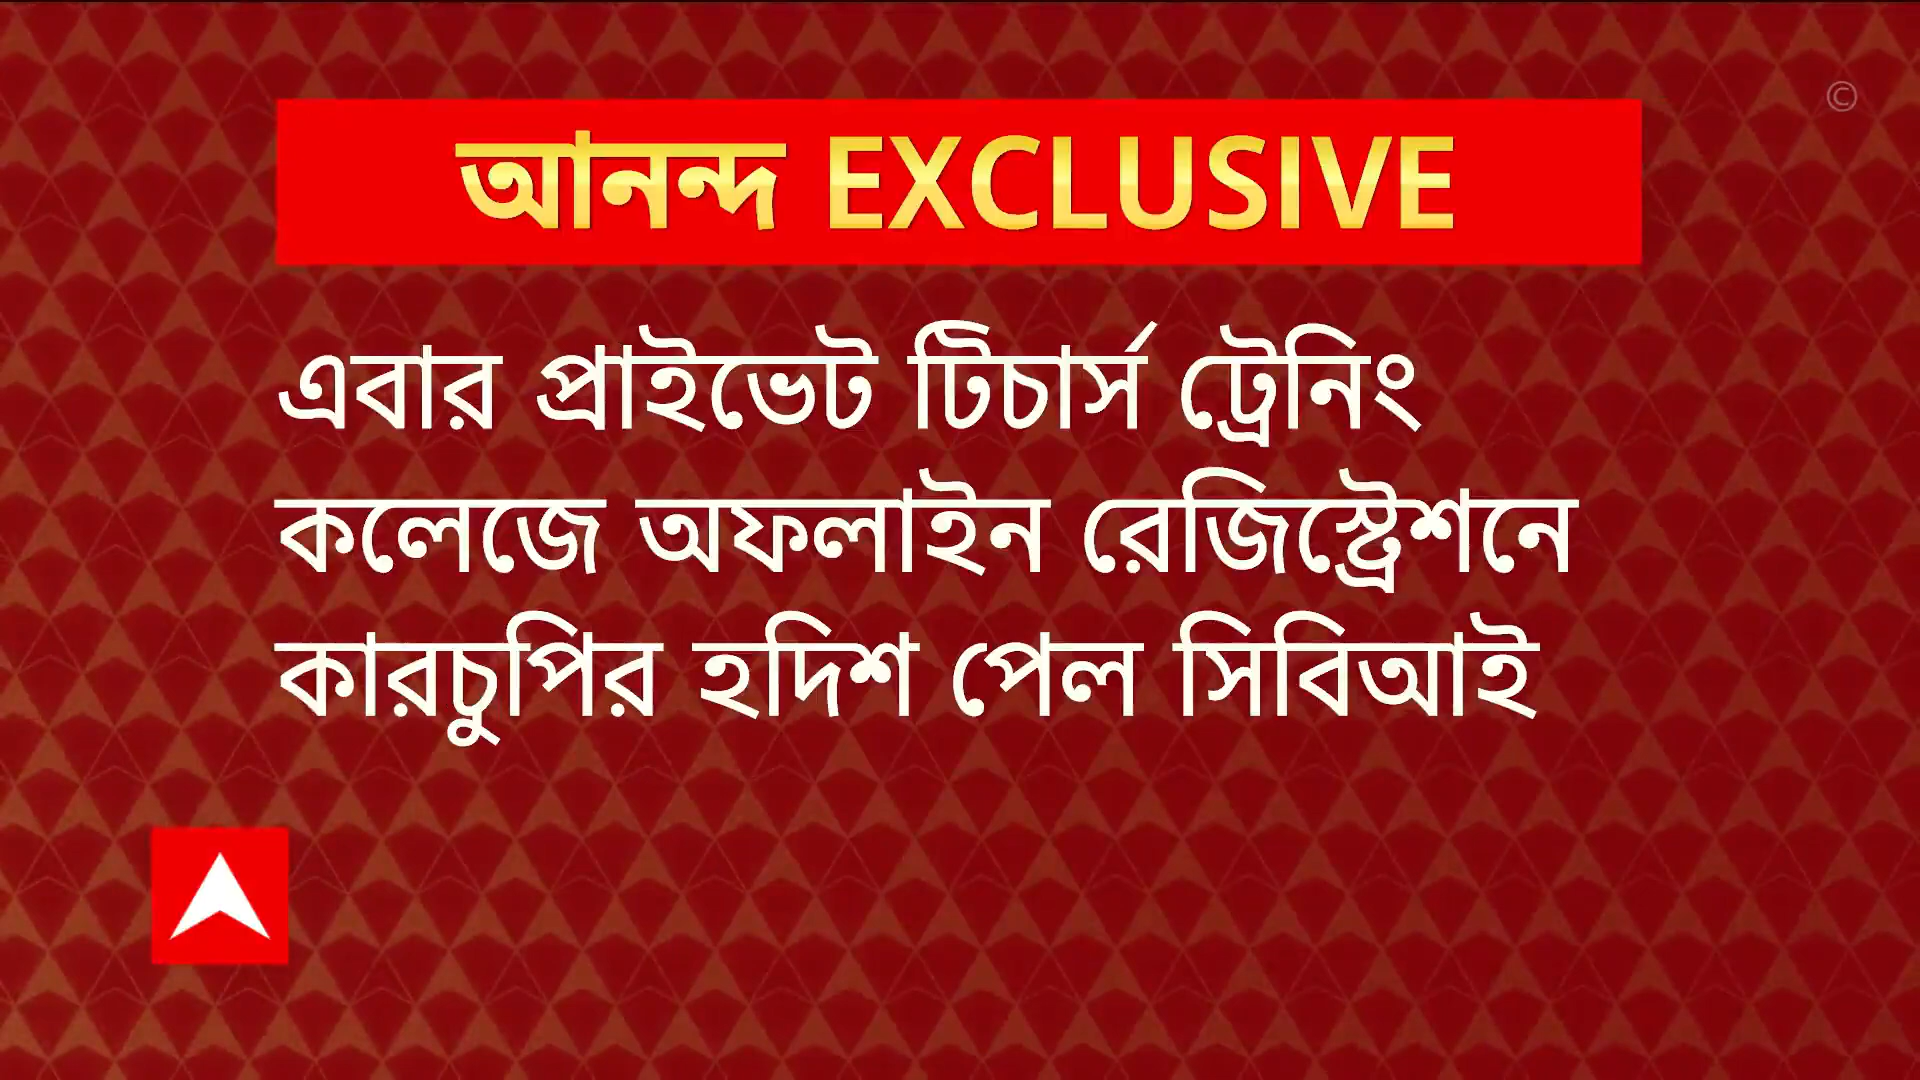 ©
আনন্দ EXCLUSIVE
এবার প্রাইভেট টিচার্স ট্রেনিং
কলেজে অফলাইন রেজিস্ট্রেশনে
কারচুপির হদিশ পেল সিবিআই